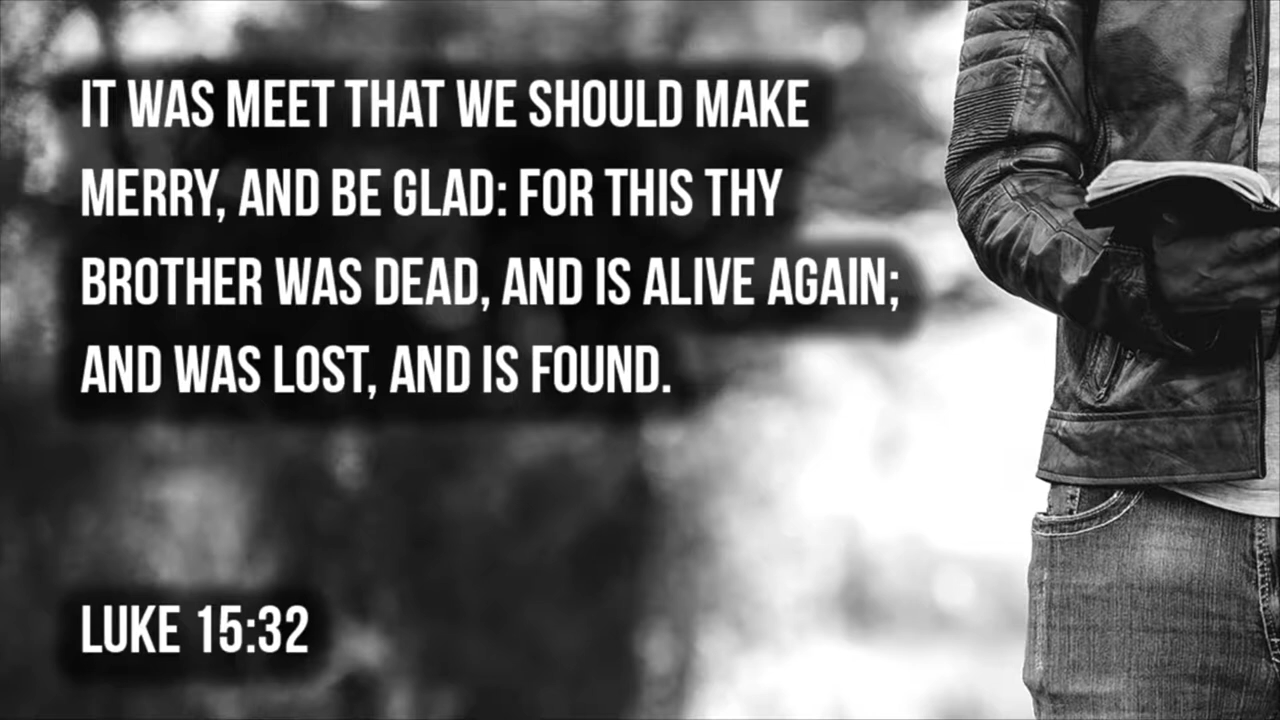 IT WAS MEET THAT WE SHOULD MAKE
MERRY, AND BE GLAD: FOR THIS THY
BROTHER WAS DEAD, AND IS ALIVE AGAIN;
AND WAS LOST, AND IS FOUND.
LUKE 15:32